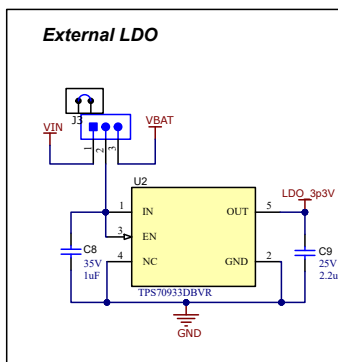 External LDO
J3
VIN
VBAT
1
2
3
U2
LDO_3p3V
1
IN
OUT
5
3
EN
C8
35V
1uF
4
NC
GND
2
C9
25V
2.2u
TPS70933DBVR
GND